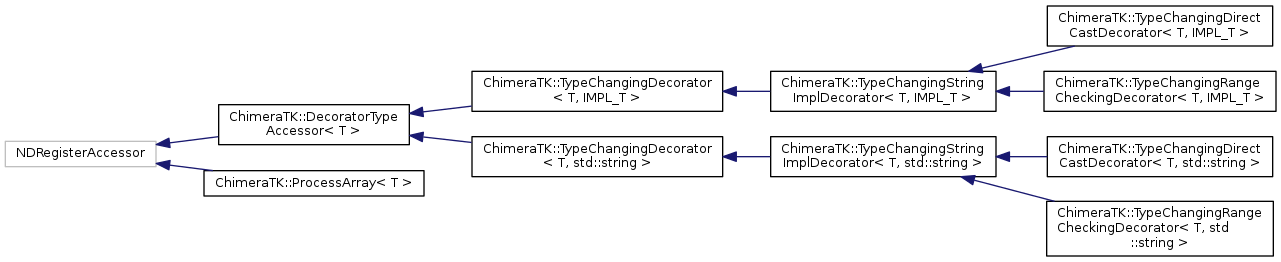 NDRegisterAccessor
ChimeraTK::DecoratorType
Accessor< T >
ChimeraTK::ProcessArray< T >
ChimeraTK::TypeChangingDecorator
< T, IMPL_T >
ChimeraTK::TypeChangingDecorator
< T, std::string >
ChimeraTK::TypeChangingString
ImplDecorator< T, IMPL_T >
ChimeraTK::TypeChangingString
ImplDecorator< T, std::string >
ChimeraTK::TypeChangingDirect
CastDecorator< T, IMPL_T >
ChimeraTK::TypeChangingRange
CheckingDecorator< T, IMPL_T >
ChimeraTK::TypeChangingDirect
CastDecorator< T, std::string >
ChimeraTK::TypeChangingRange
CheckingDecorator< T, std
::string >